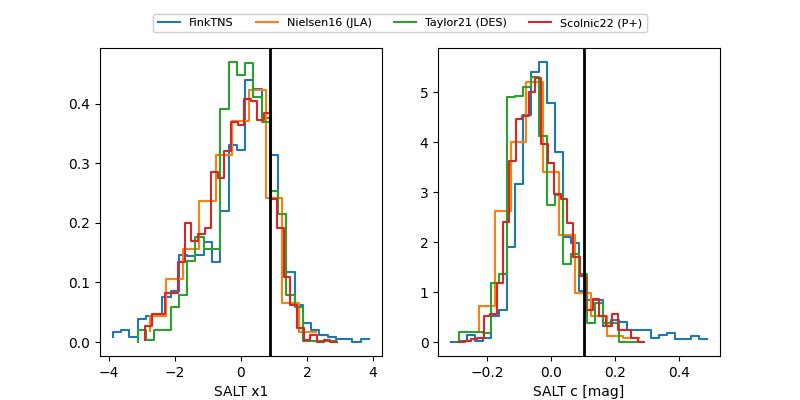 FinkTNS Nielsen16 (JLA) Taylor21 (DES) Scolnic22 (P+)
0.4
0.3
0.2
0.1
0.0
−4 −2 0 2 4
SALT x1
5
4
3
2
1
0
−0.2 0.0 0.2 0.4
SALT c [mag]